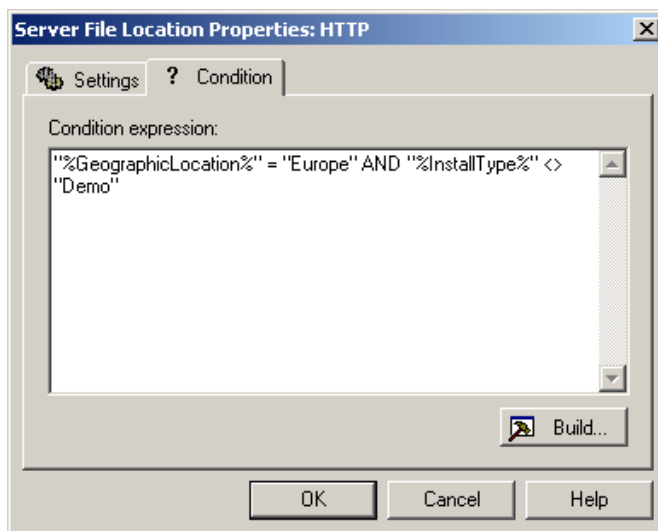 Server File Location Properties: HTTP
Settings
? Condition
Condition expression:
"%GeographicLocation%" = "Europe" AND "%InstallType%" <>
"Demo"
Build...
OK
Cancel
Help